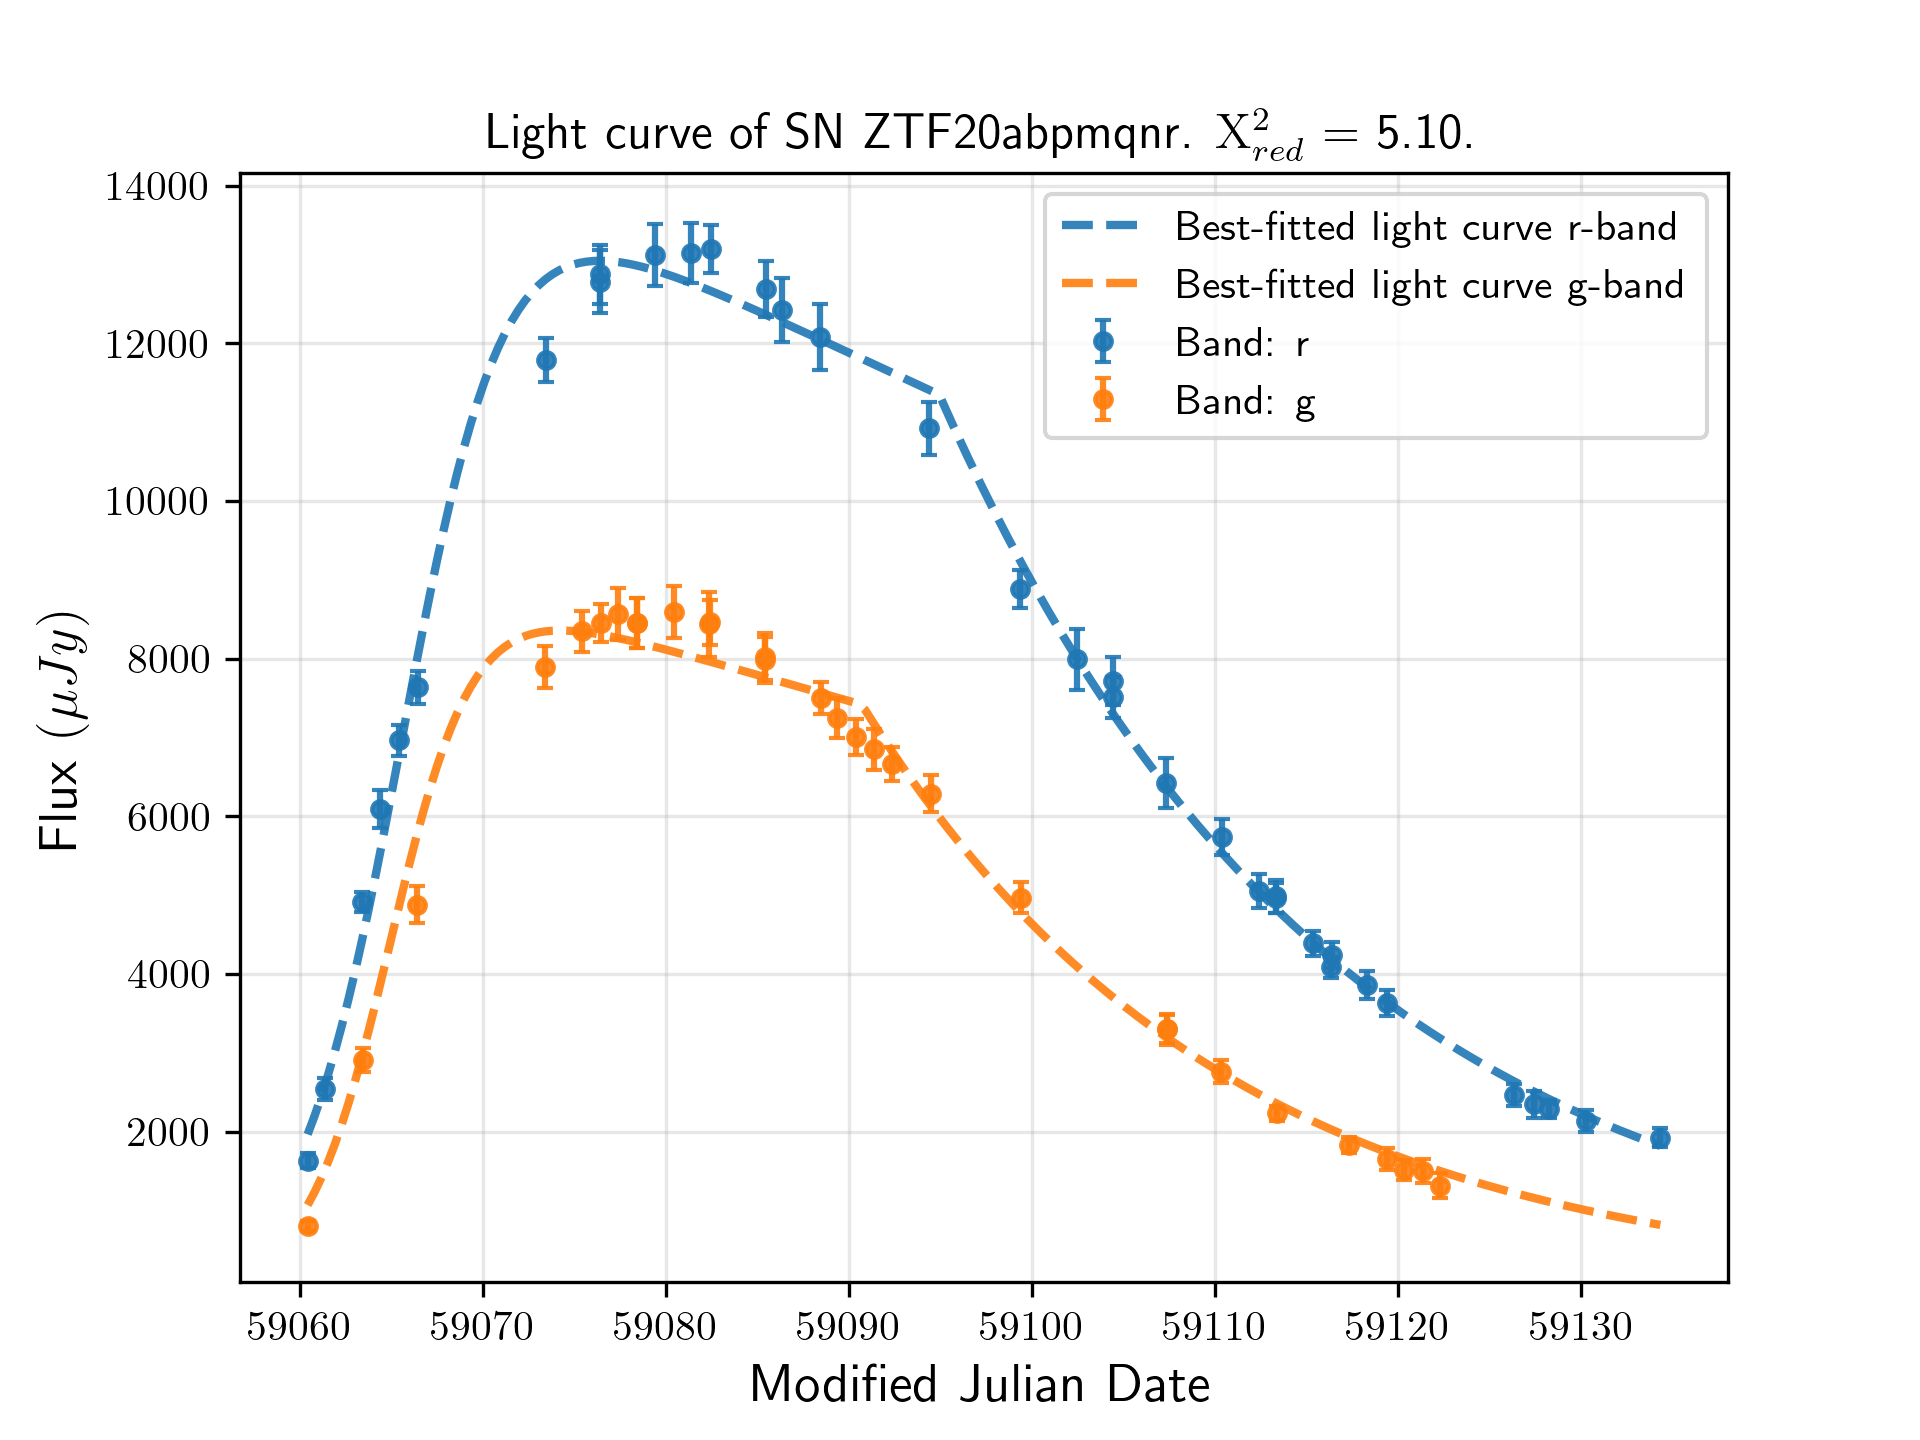 Light curve of SN ZTF20abpmqnr. X²_red = 5.10.
14000
12000
10000
8000
6000
4000
2000
Flux (μJy)
Best-fitted light curve r-band
Best-fitted light curve g-band
Band: r
Band: g
59060 59070 59080 59090 59100 59110 59120 59130
Modified Julian Date